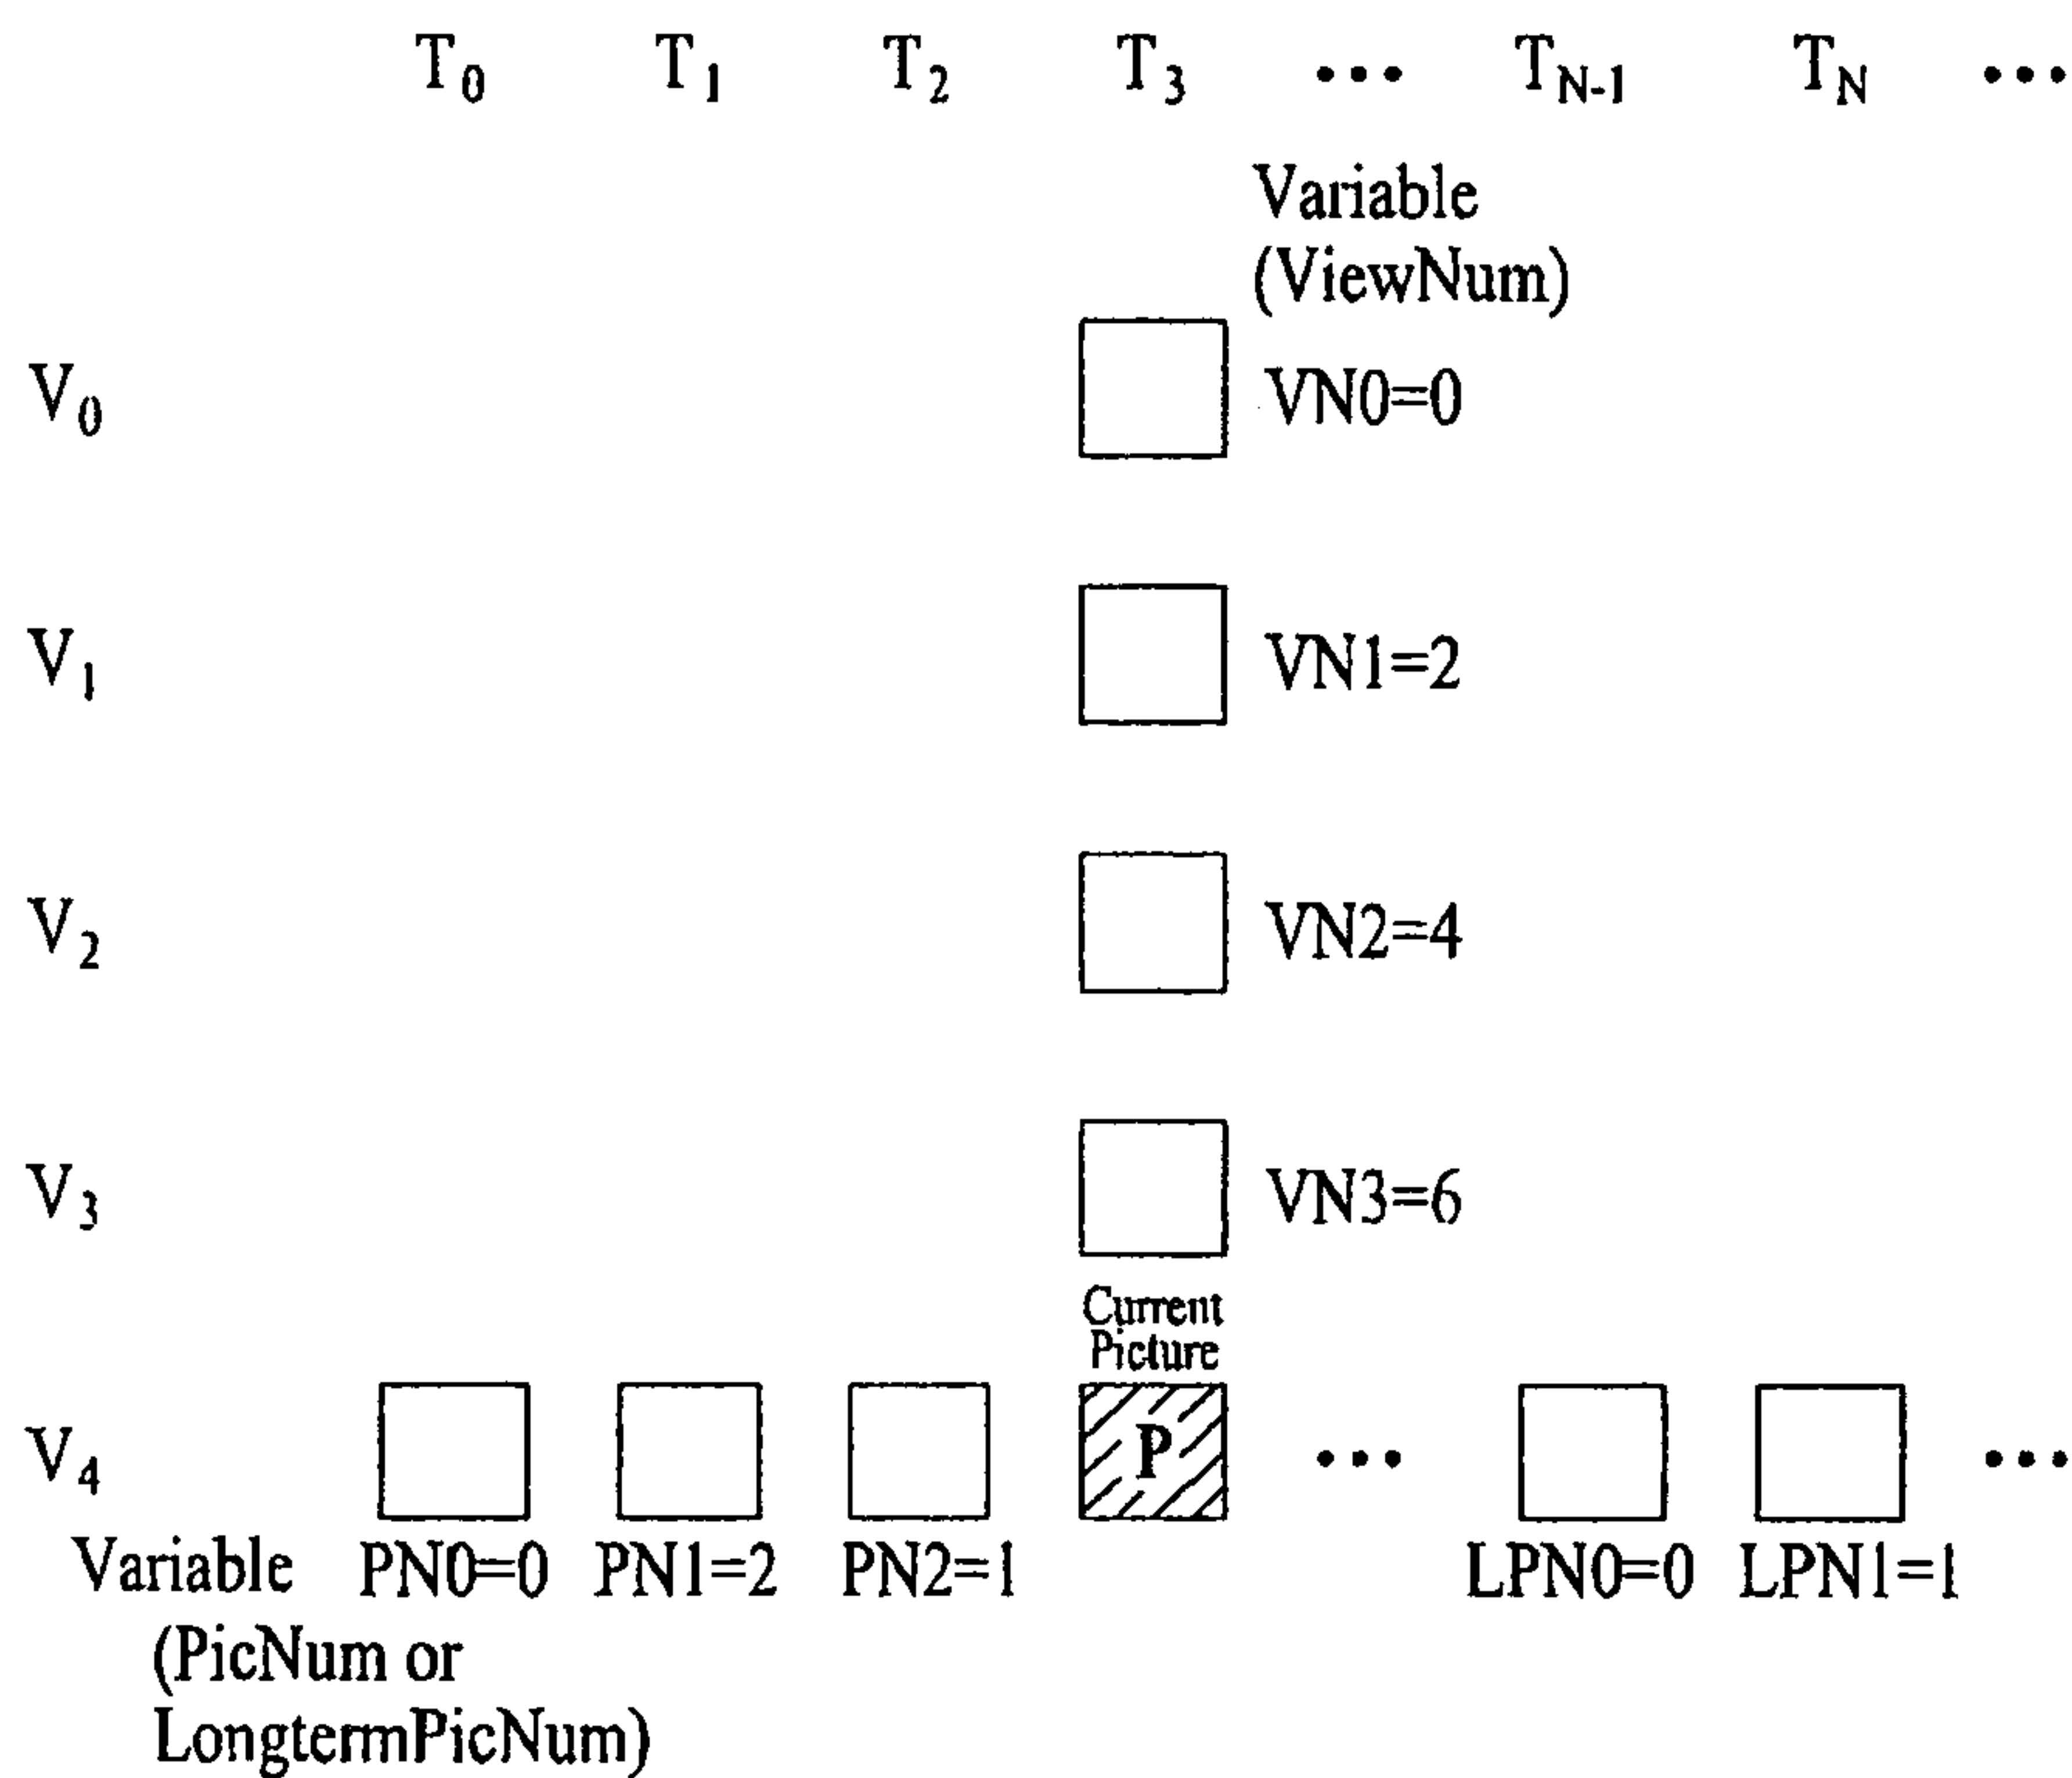 T0 T1 T2 T3 ••• TN-1 TN •••
Variable
(ViewNum)
V0 VN0=0
V1 VN1=2
V2 VN2=4
V3 VN3=6
Current
Picture
V4 P ••• •••
Variable PN0=0 PN1=2 PN2=1 LPN0=0 LPN1=1
(PicNum or
LongtermPicNum)